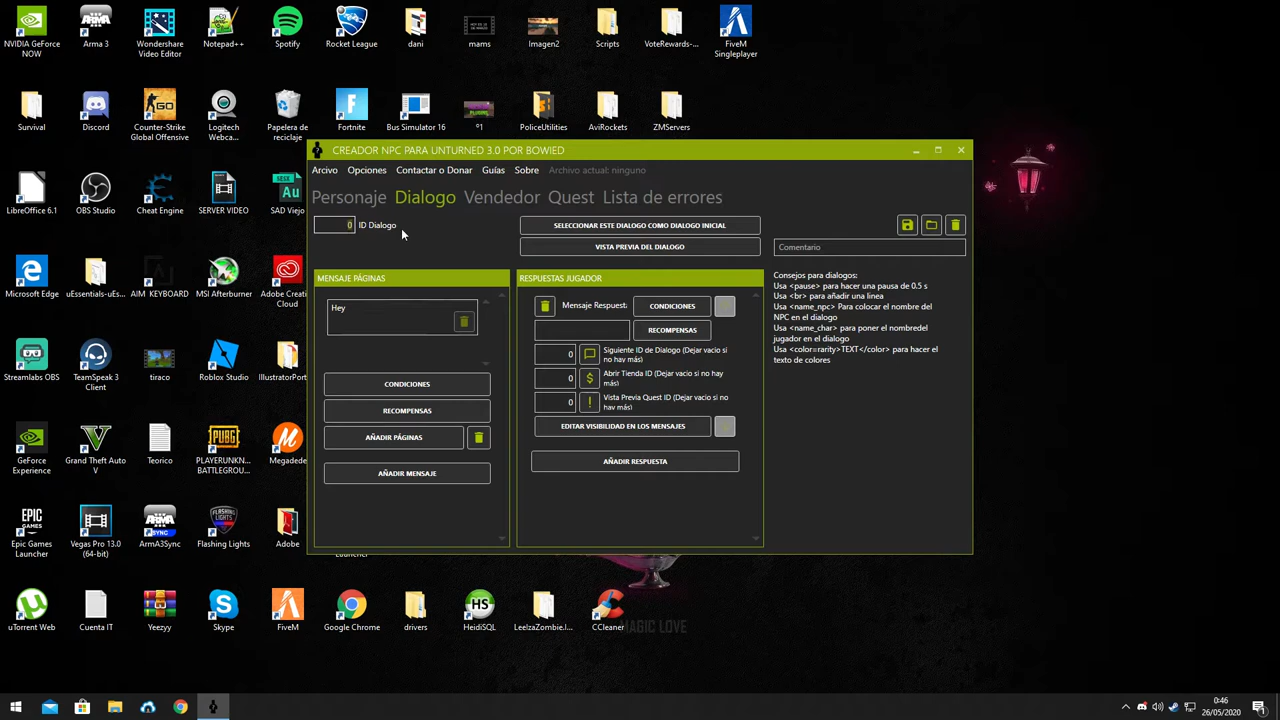 NVIDIA GeForce
NOW
Arma 3
Wondershare
Video Editor
Notepad++
Spotify
Rocket League
dani
mams
Imagen2
Scripts
VoteRewards-...
FiveM
Singleplayer
Survival
Discord
Counter-Strike
Global Offensive
Logitech
Webca...
Papelera de
reciclaje
Fortnite
Bus Simulator 16
º1
PoliceUtilities
AviRockets
ZMServers
LibreOffice 6.1
OBS Studio
Cheat Engine
SERVER VIDEO
SAD Viejo
Microsoft Edge
uEssentials-uEs...
AIM_KEYBOARD
MSI Afterburner
Adobe Creati
Cloud
Streamlabs OBS
TeamSpeak 3
Client
tiraco
Roblox Studio
IllustratorPort
GeForce
Experience
Grand Theft Auto
V
Teorico
PLAYERUNKN...
BATTLEGROU...
Megadede
Epic Games
Launcher
Vegas Pro 13.0
(64-bit)
ArmA3Sync
Flashing Lights
Adobe
Launcher
uTorrent Web
Cuenta IT
Yeezyy
Skype
FiveM
Google Chrome
drivers
HeidiSQL
LeelzaZombie.I...
CCleaner
MAGIC LOVE
CREADOR NPC PARA UNTURNED 3.0 POR BOWIED
Arcivo Opciones Contactar o Donar Guías Sobre Archivo actual: ninguno
Personaje Dialogo Vendedor Quest Lista de errores
0 ID Dialogo
SELECCIONAR ESTE DIALOGO COMO DIALOGO INICIAL
VISTA PREVIA DEL DIALOGO
Comentario
MENSAJE PÁGINAS
Hey
CONDICIONES
RECOMPENSAS
AÑADIR PÁGINAS
AÑADIR MENSAJE
RESPUESTAS JUGADOR
Mensaje Respuest
CONDICIONES
RECOMPENSAS
0 Siguiente ID de Dialogo (Dejar vacio si
no hay más)
0 $ Abrir Tienda ID (Dejar vacio si no hay
más)
0 ! Vista Previa Quest ID (Dejar vacio si no
hay más)
EDITAR VISIBILIDAD EN LOS MENSAJES
AÑADIR RESPUESTA
Consejos para dialogos:
Usa <pause> para hacer una pausa de 0.5 s
Usa <br> para añadir una linea
Usa <name_npc> Para colocar el nombre del
NPC en el dialogo
Usa <name_char> para poner el nombredel
jugador en el dialogo
Usa <color=rarity>TEXT</color> para hacer el
texto de colores
0:46
26/05/2020